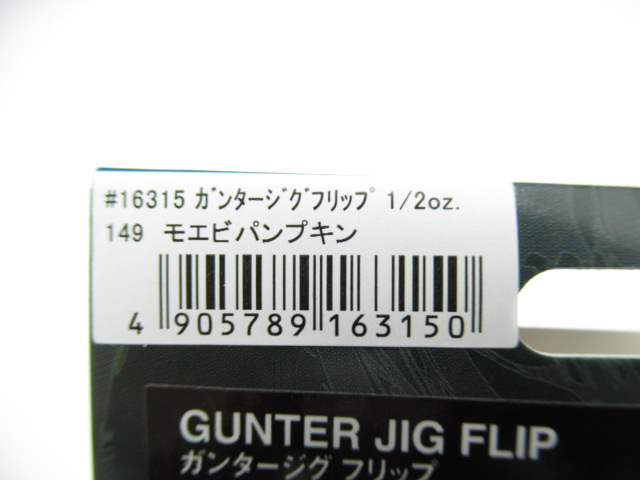 #16315 ｶﾞﾝﾀｰｼﾞｸﾞﾌﾘｯﾌﾟ 1/2oz.
149 モエビパンプキン
4 905789 163150
GUNTER JIG FLIP
ガンタージグ フリップ